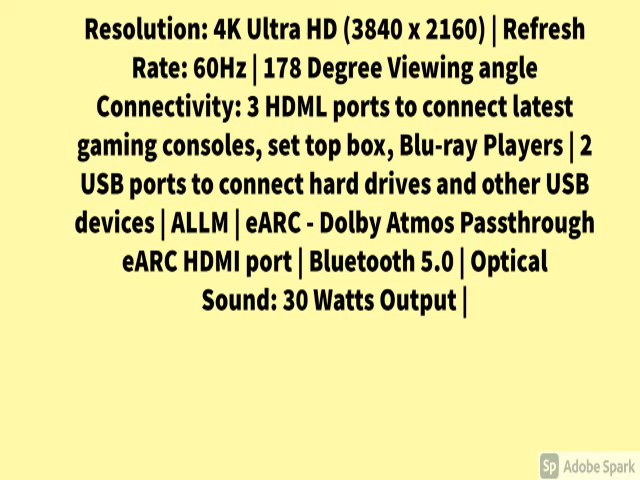 Resolution: 4K Ultra HD (3840 x 2160) | Refresh
Rate: 60Hz | 178 Degree Viewing angle
Connectivity: 3 HDML ports to connect latest
gaming consoles, set top box, Blu-ray Players | 2
USB ports to connect hard drives and other USB
devices | ALLM | eARC - Dolby Atmos Passthrough
eARC HDMI port | Bluetooth 5.0 | Optical
Sound: 30 Watts Output |
Sp Adobe Spark